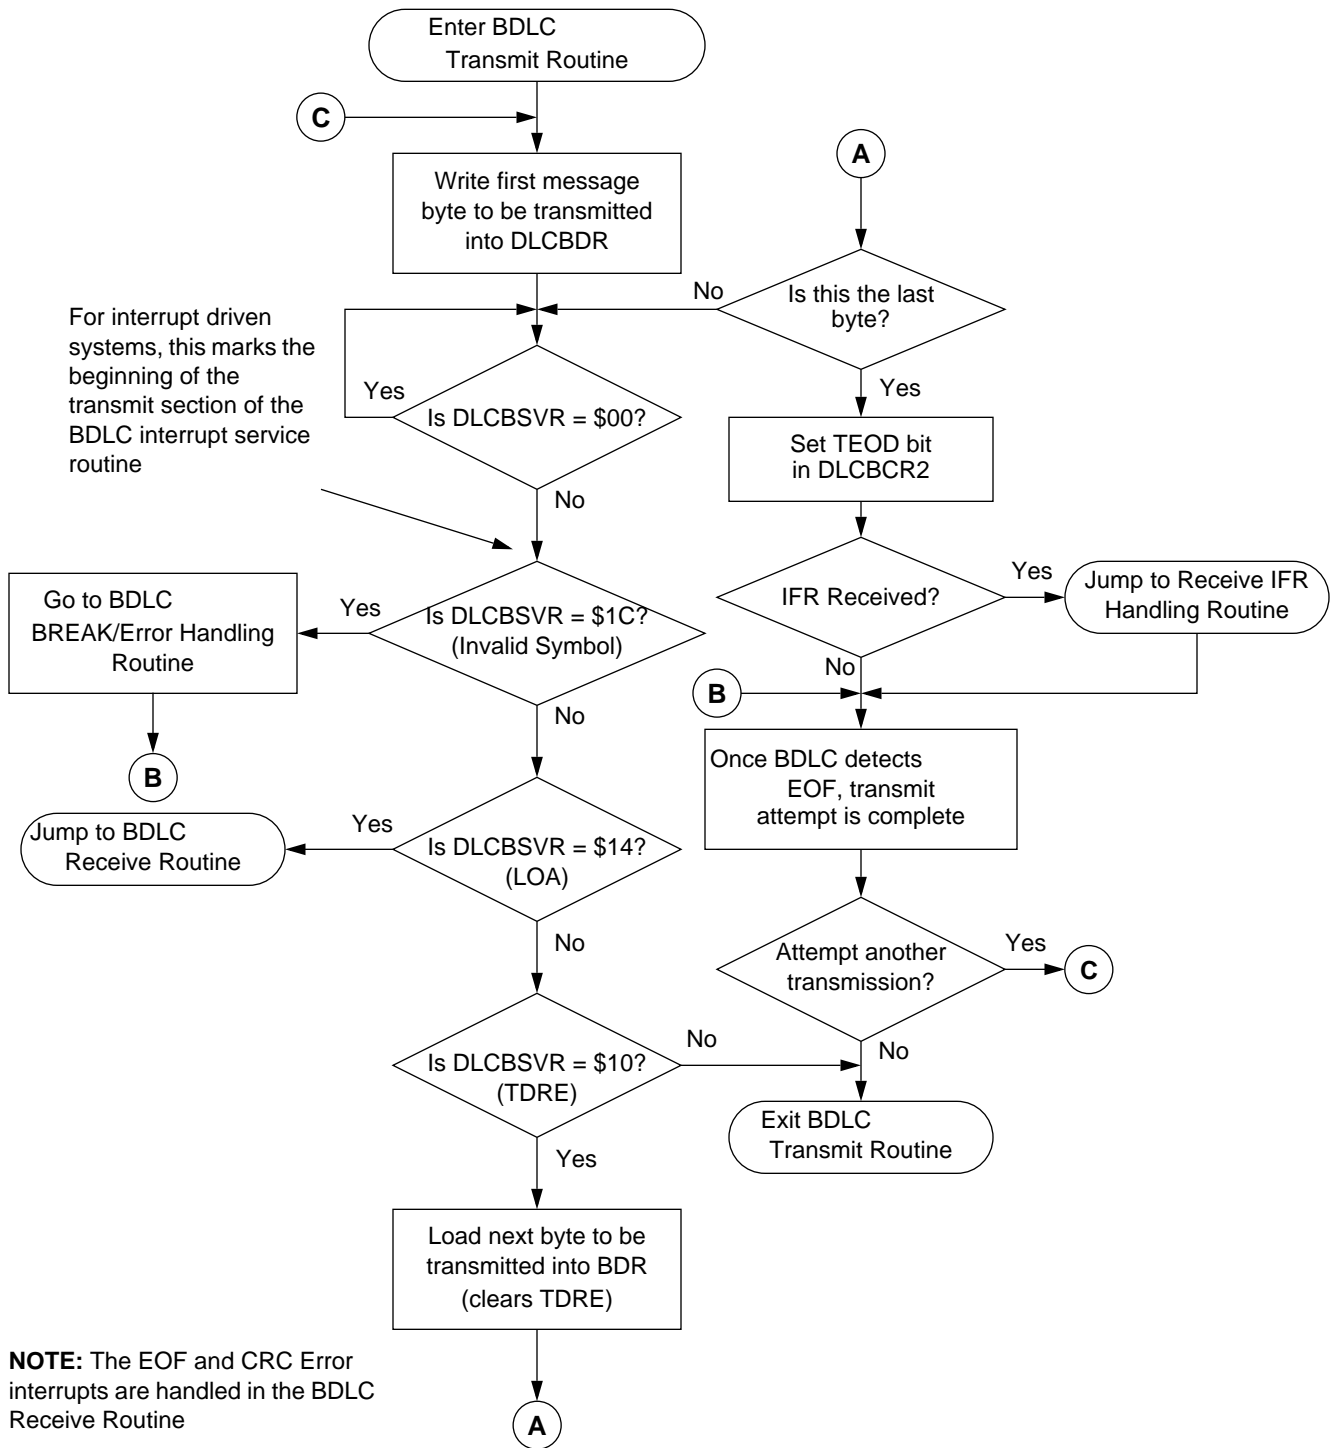 Enter BDLC
Transmit Routine
C
Write first message
byte to be transmitted
into DLCBDR
For interrupt driven
systems, this marks the
beginning of the
transmit section of the
BDLC interrupt service
routine
Yes
Is DLCBSVR = $00?
No
Go to BDLC
BREAK/Error Handling
Routine
Yes
Is DLCBSVR = $1C?
(Invalid Symbol)
No
B
Jump to BDLC
Receive Routine
Yes
Is DLCBSVR = $14?
(LOA)
No
Is DLCBSVR = $10?
(TDRE)
No
Yes
Load next byte to be
transmitted into BDR
(clears TDRE)
A
A
Is this the last
byte?
No
Yes
Set TEOD bit
in DLCBCR2
IFR Received?
Yes
Jump to Receive IFR
Handling Routine
No
B
Once BDLC detects
EOF, transmit
attempt is complete
Attempt another
transmission?
Yes
C
No
Exit BDLC
Transmit Routine
NOTE: The EOF and CRC Error
interrupts are handled in the BDLC
Receive Routine